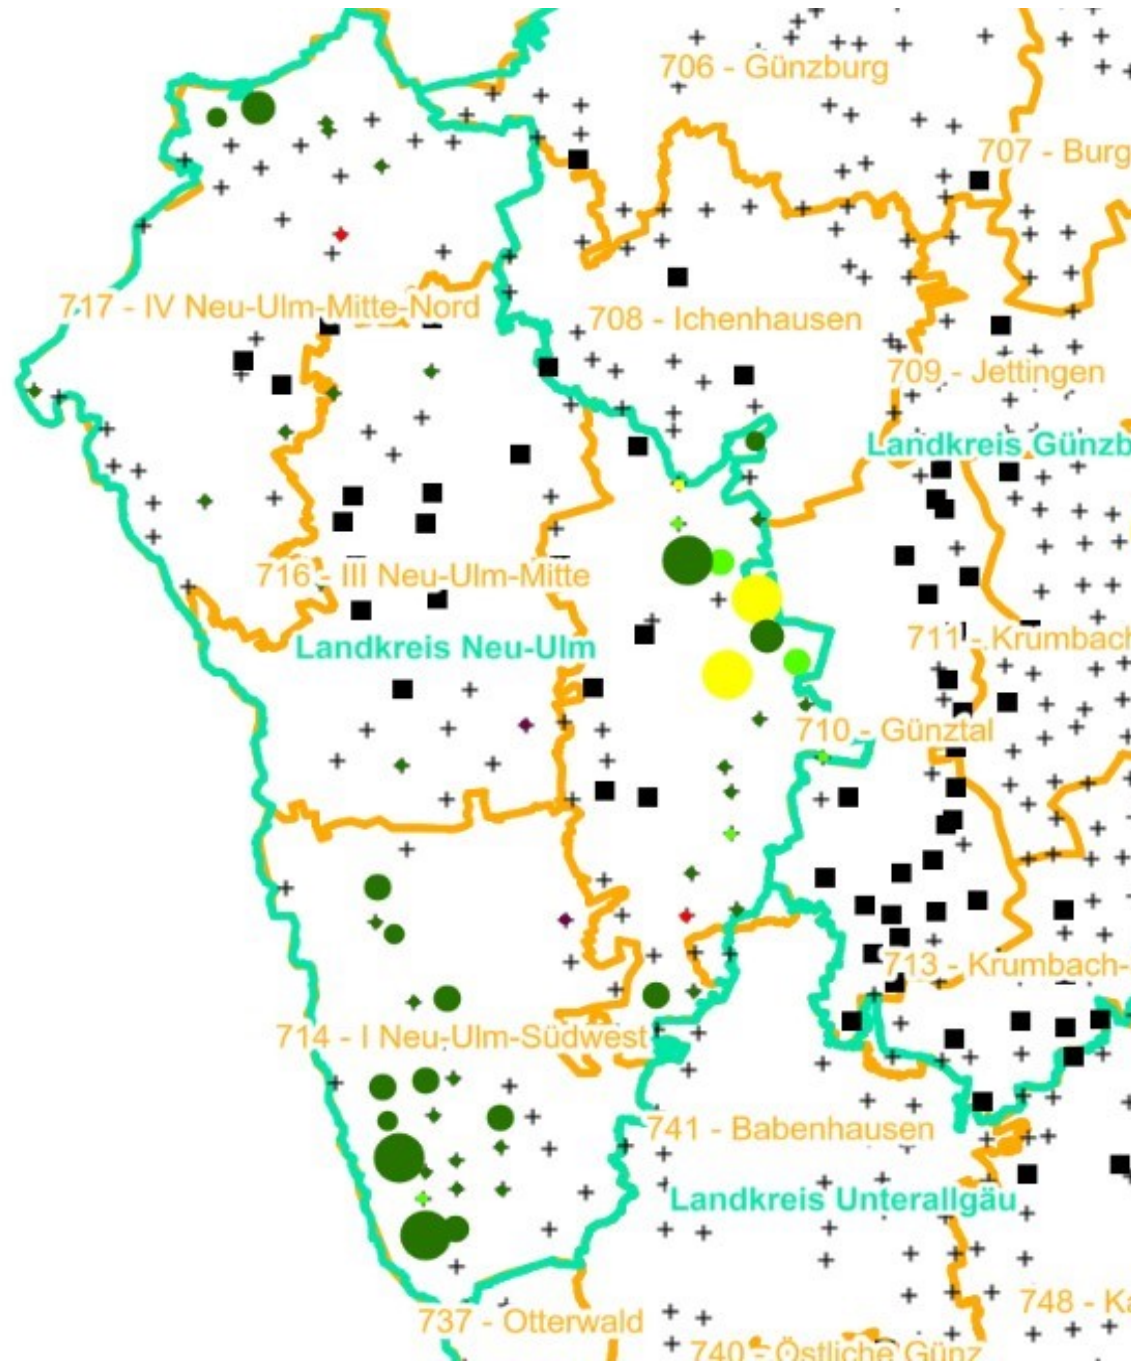 706 - Günzburg
707 - Burg
717 - IV Neu-Ulm-Mitte-Nord
708 - Ichenhausen
709 - Jettingen
Landkreis Günzb
716 - III Neu-Ulm-Mitte
711 - Krumbach
Landkreis Neu-Ulm
710 - Günztal
713 - Krumbach-
714 - I Neu-Ulm-Südwest
741 - Babenhausen
Landkreis Unterallgäu
748 - Ka
737 - Otterwald
740 - Östliche Günz